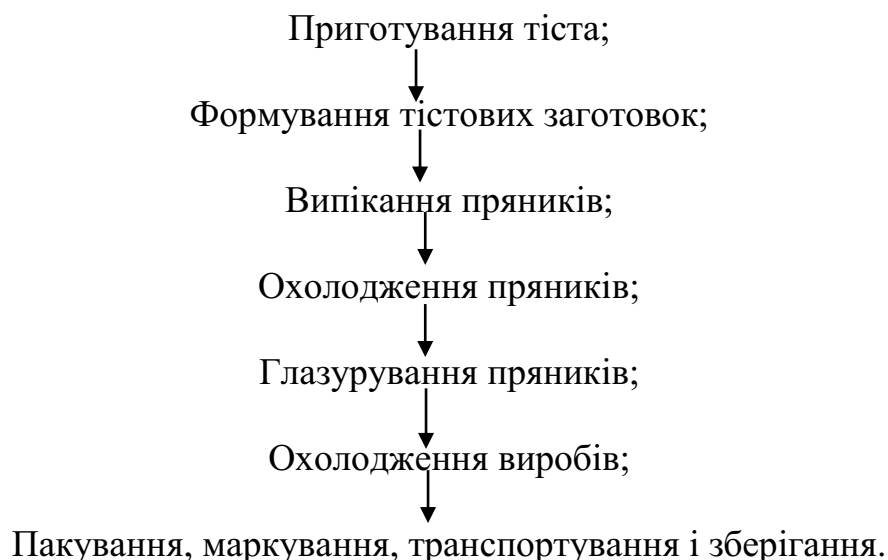 Приготування тіста;
Формування тістових заготовок;
Випікання пряників;
Охолодження пряників;
Глазурування пряників;
Охолодження виробів;
Пакування, маркування, транспортування і зберігання.